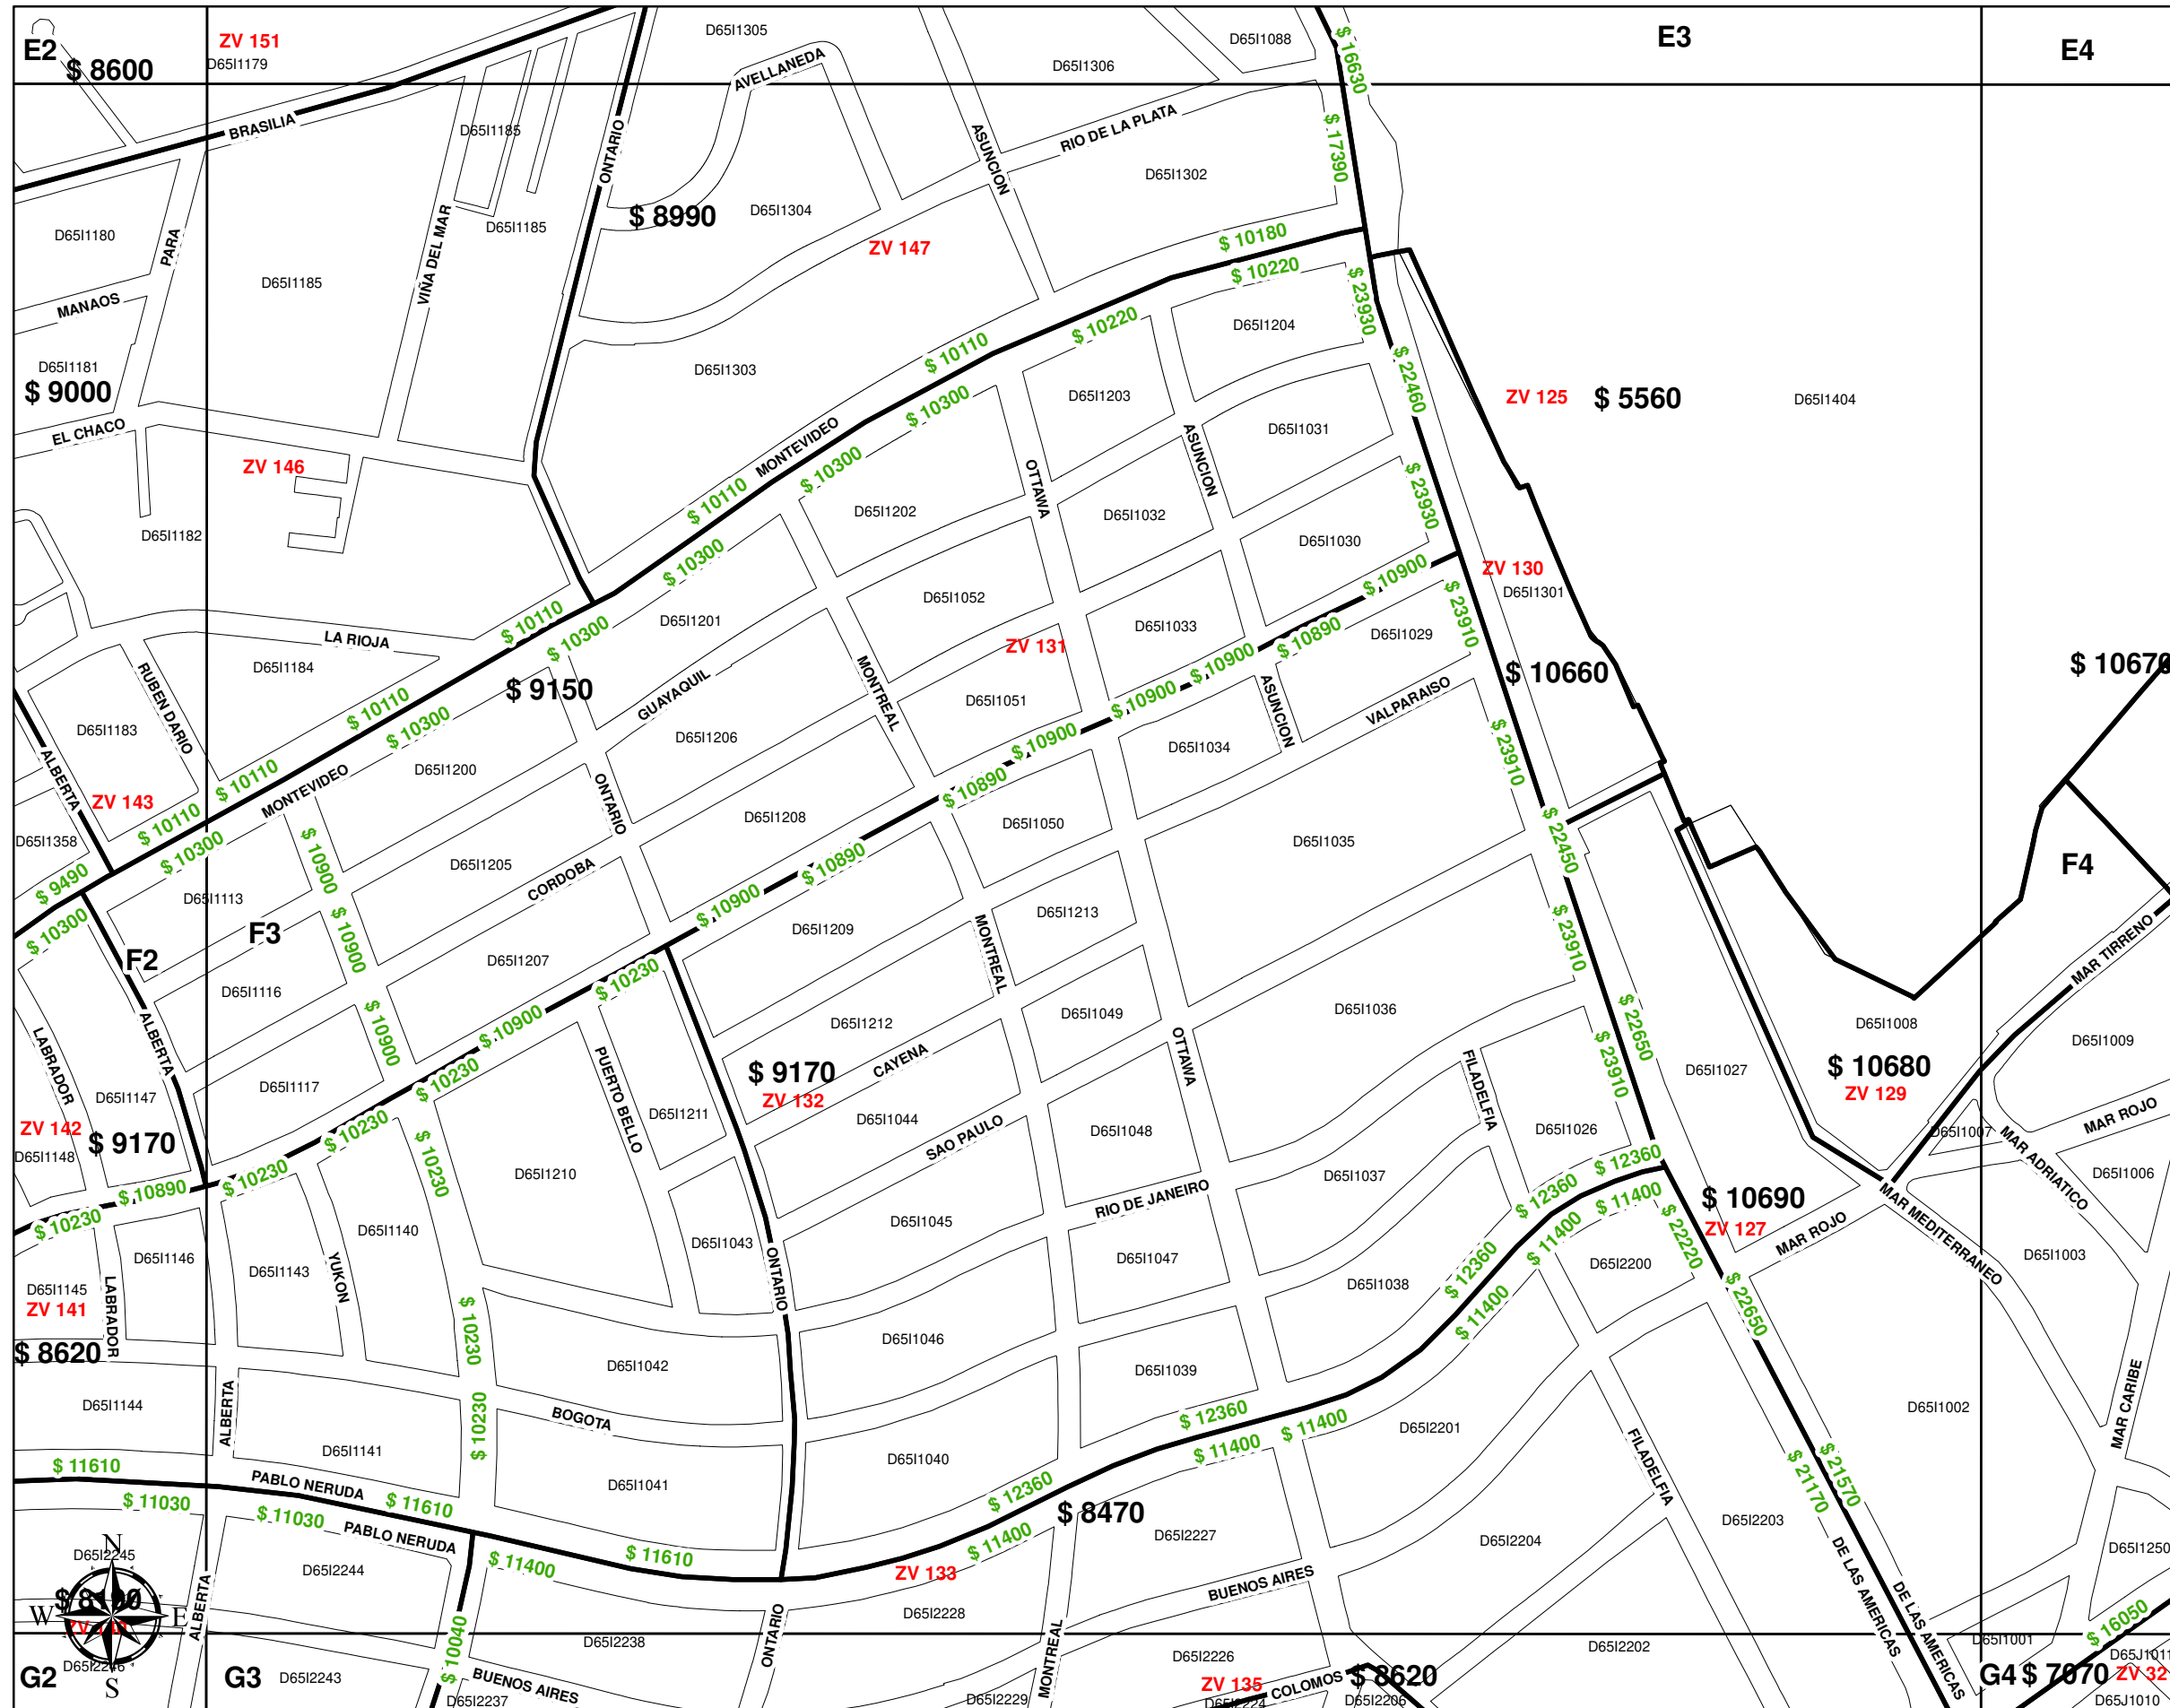 E2
$ 8600
ZV 151
D65I1179
D65I1305
AVELLANEDA
D65I1306
D65I1088
$ 16630
E3
E4
BRASILIA
D65I1185
ONTARIO
ASUNCION
RIO DE LA PLATA
$ 17390
D65I1302
D65I1180
PARA
D65I1185
$ 8990
D65I1304
ZV 147
$ 10180
$ 10220
VIÑA DEL MAR
D65I1185
MANAOS
$ 23930
D65I1204
$ 10220
$ 10110
D65I1181
$ 9000
D65I1303
D65I1203
$ 22460
ZV 125
$ 5560
D65I1404
$ 10300
EL CHACO
MONTEVIDEO
D65I1031
ASUNCION
ZV 146
$ 10300
OTTAWA
$ 10110
$ 23930
D65I1202
D65I1032
D65I1182
$ 10300
D65I1030
ZV 130
$ 10900
D65I1301
D65I1052
D65I1201
$ 10110
$ 10300
LA RIOJA
D65I1033
$ 10890
D65I1029
$ 23910
ZV 131
D65I1184
RUBEN DARIO
$ 9150
GUAYAQUIL
MONTREAL
$ 10900
$ 10660
$ 10670
$ 10110
$ 10300
D65I1051
$ 10900
ASUNCION
VALPARAISO
D65I1183
D65I1206
$ 10900
D65I1034
$ 23910
ALBERTA
$ 10110
MONTEVIDEO
D65I1200
ONTARIO
$ 10890
ZV 143
$ 10110
D65I1208
D65I1050
D65I1358
$ 10300
D65I1035
$ 22450
$ 10900
D65I1205
CORDOBA
$ 10890
F4
$ 9490
D65I1113
$ 10900
D65I1213
$ 10300
F3
F2
$ 10900
D65I1209
MONTREAL
$ 23910
MAR TIRRENO
D65I1207
$ 10230
D65I1116
D65I1036
D65I1049
D65I1212
$ 22650
D65I1008
$ 10900
$ 10900
ALBERTA
LABRADOR
D65I1009
OTTAWA
CAYENA
$ 9170
ZV 132
$ 23910
D65I1027
$ 10680
ZV 129
D65I1117
$ 10230
PUERTO BELLO
FILADELFIA
D65I1147
D65I1211
D65I1044
MAR ROJO
ZV 142
$ 9170
$ 10230
SAO PAULO
D65I1048
D65I1026
D65I1007
D65I1148
$ 10230
D65I1210
D65I1037
$ 12360
MAR ADRIATICO
D65I1006
$ 10230
$ 10890
RIO DE JANEIRO
$ 12360
$ 11400
$ 10690
ZV 127
MAR MEDITERRANEO
$ 10230
D65I1140
D65I1043
D65I1045
$ 11400
$ 22220
MAR ROJO
D65I1146
D65I1143
YUKON
ONTARIO
D65I1047
D65I1038
$ 12360
D65I2200
D65I1003
D65I1145
ZV 141
LABRADOR
$ 11400
$ 22650
$ 10230
D65I1046
$ 8620
D65I1042
D65I1039
D65I1144
ALBERTA
$ 10230
BOGOTA
$ 12360
$ 11400
$ 11400
D65I2201
D65I1002
MAR CARIBE
D65I1141
D65I1040
$ 11610
PABLO NERUDA
D65I1041
$ 12360
FILADELFIA
$ 21570
$ 21170
$ 11030
$ 11610
$ 11030
PABLO NERUDA
$ 8470
$ 11400
D65I2227
D65I2204
D65I2203
N
D65I2245
D65I2244
$ 11400
$ 11610
ZV 133
BUENOS AIRES
DE LAS AMERICAS
DE LAS AMERICAS
D65I1250
W
E
ALBERTA
D65I2228
$ 16050
$ 10040
D65I2238
ONTARIO
MONTREAL
D65I2226
D65I2202
D65I1001
D65I2246
S
G2
G3
D65I2243
BUENOS AIRES
D65I2237
D65I2229
ZV 135
COLOMOS
$ 8620
D65I2224
D65I2206
G4
$ 7070
D65J1011
ZV 32
D65J1010